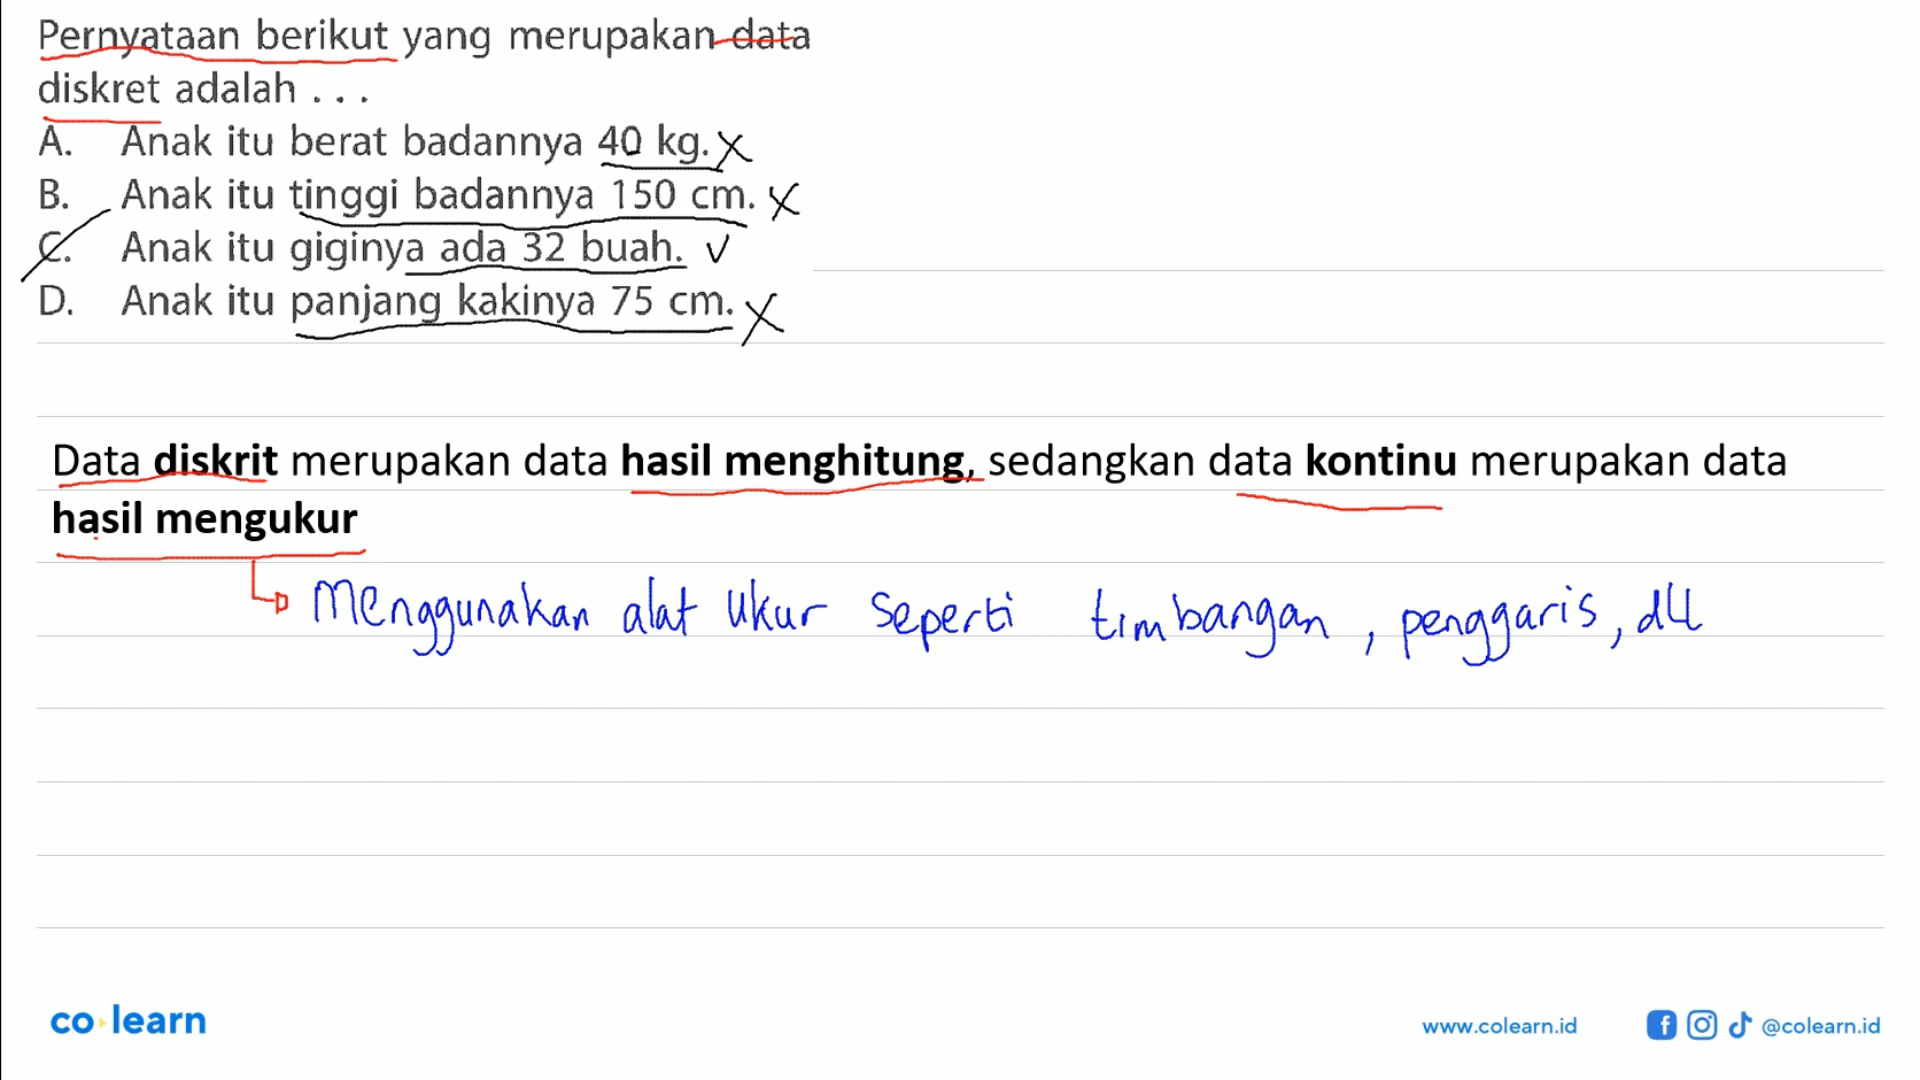 Pernyataan berikut yang merupakan data
diskret adalah . . .
A. Anak itu berat badannya 40 kg. X
B. Anak itu tinggi badannya 150 cm. X
C. Anak itu giginya ada 32 buah. ✓
D. Anak itu panjang kakinya 75 cm. X
Data diskrit merupakan data hasil menghitung, sedangkan data kontinu merupakan data
hasil mengukur
Menggunakan alat ukur seperti timbangan, penggaris, dll
co learn
www.colearn.id @colearn.id